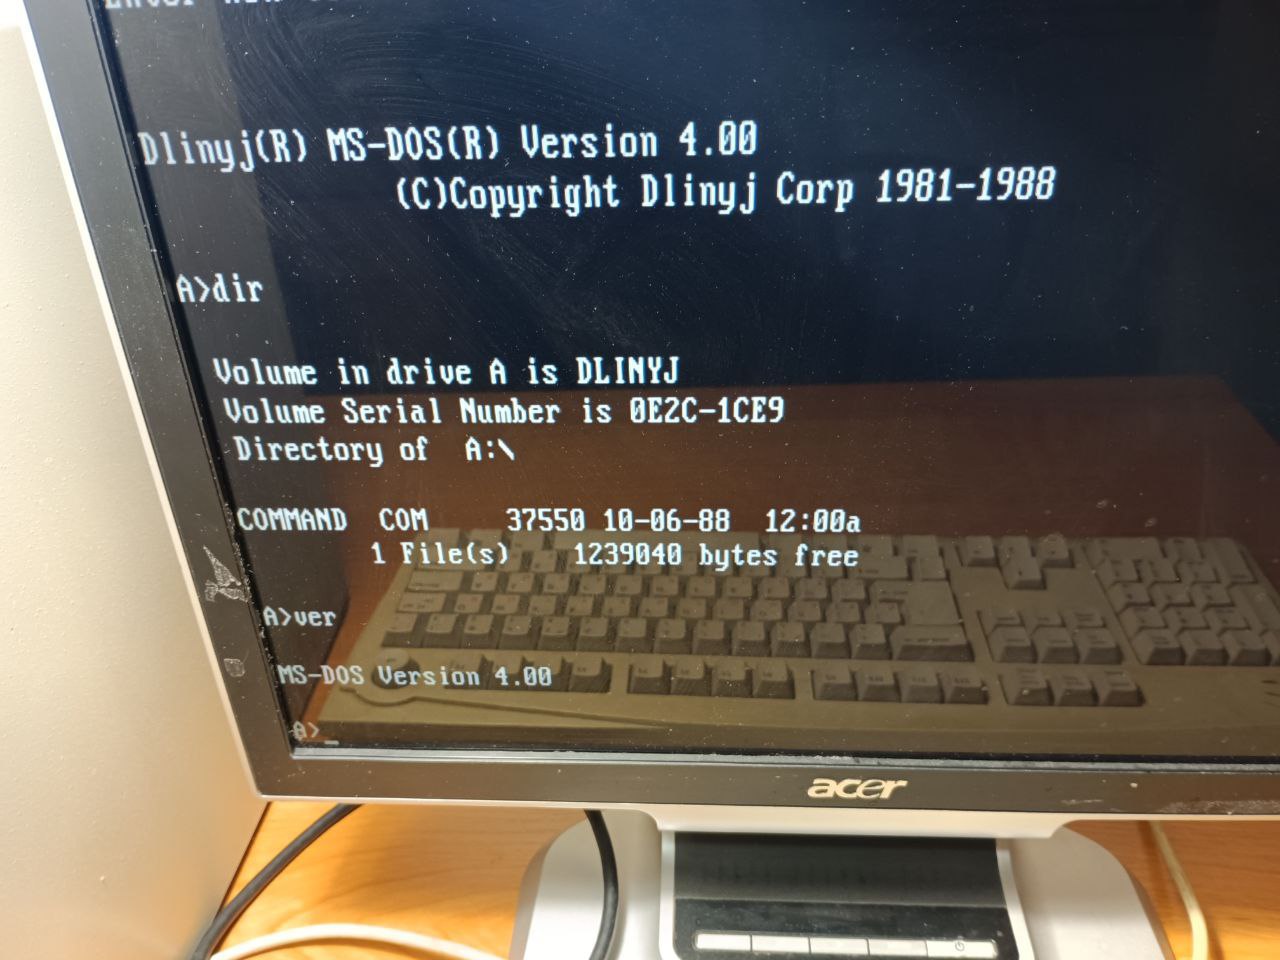 Dlinyj(R) MS-DOS(R) Version 4.00
(C)Copyright Dlinyj Corp 1981-1988
A>dir
Volume in drive A is DLINYJ
Volume Serial Number is 0E2C-1CE9
Directory of  A:\
COMMAND  COM     37550 10-06-88  12:00a
1 File(s)    1239040 bytes free
A>ver
MS-DOS Version 4.00
A>_
acer